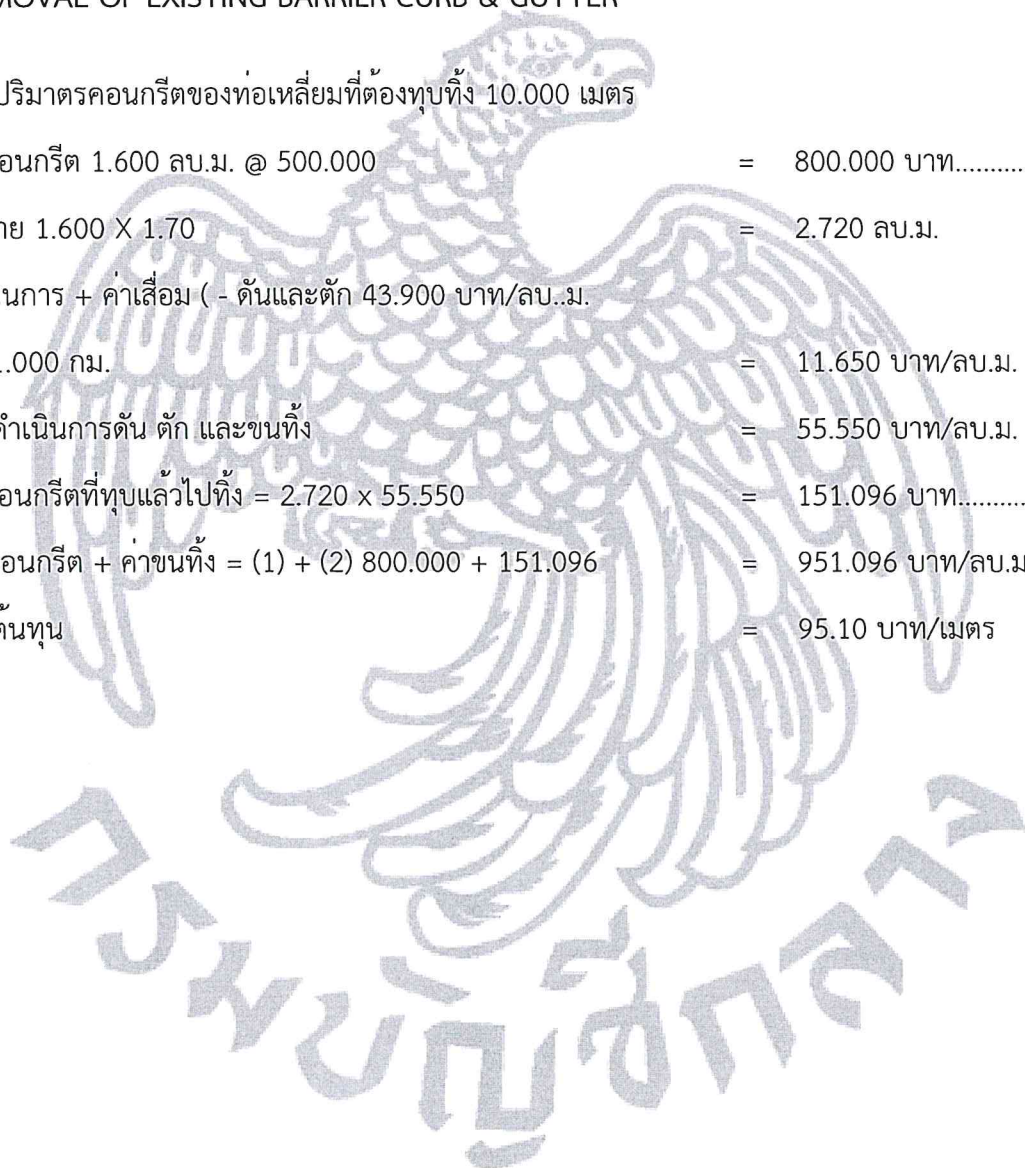 MOVAL OF EXISTING BARRIER CURB & GUTTER
ปริมาตรคอนกรีตของท่อเหลี่ยมที่ต้องทุบทิ้ง 10.000 เมตร
อนกรีต 1.600 ลบ.ม. @ 500.000 = 800.000 บาท..........
าย 1.600 X 1.70 = 2.720 ลบ.ม.
นการ + ค่าเสื่อม ( - ดันและตัก 43.900 บาท/ลบ..ม.
1.000 กม. = 11.650 บาท/ลบ.ม.
ดำเนินการดัน ตัก และขนทิ้ง = 55.550 บาท/ลบ.ม.
อนกรีตที่ทุบแล้วไปทิ้ง = 2.720 x 55.550 = 151.096 บาท..........
อนกรีต + ค่าขนทิ้ง = (1) + (2) 800.000 + 151.096 = 951.096 บาท/ลบ.ม
ต้นทุน = 95.10 บาท/เมตร
กรมบัญชีกลาง